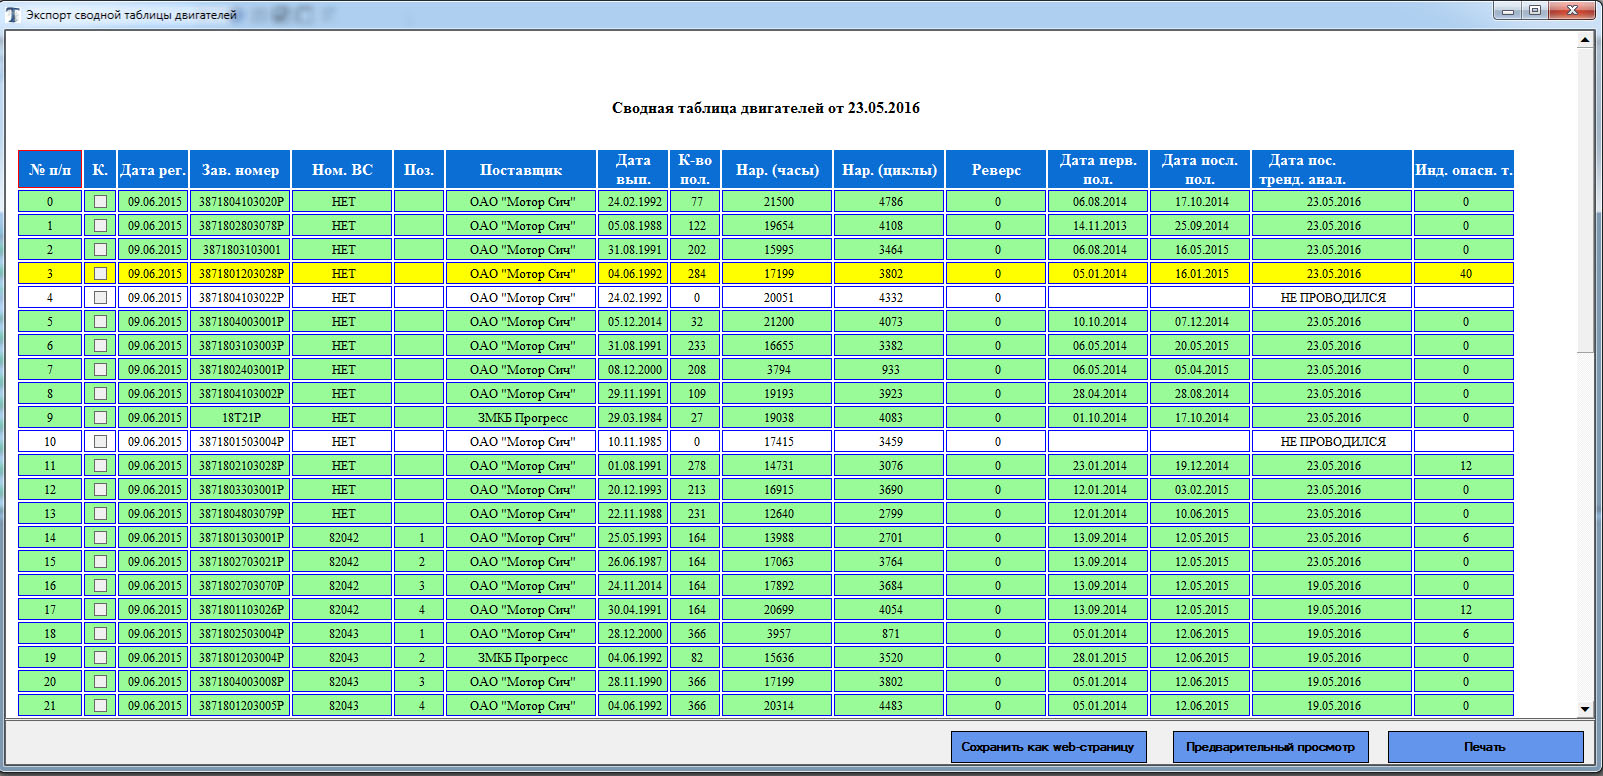 Экспорт сводной таблицы двигателей
Сводная таблица двигателей от 23.05.2016
№ п/п К. Дата рег. Зав. номер Ном. ВС Поз. Поставщик Дата вып. К-во пол. Нар. (часы) Нар. (циклы) Реверс Дата перв. пол. Дата посл. пол. Дата пос. тренд. анал. Инд. опасн. т.
0 09.06.2015 3871804103020Р НЕТ ОАО "Мотор Сич" 24.02.1992 77 21500 4786 0 06.08.2014 17.10.2014 23.05.2016 0
1 09.06.2015 3871802803078Р НЕТ ОАО "Мотор Сич" 05.08.1988 122 19654 4108 0 14.11.2013 25.09.2014 23.05.2016 0
2 09.06.2015 3871803103001 НЕТ ОАО "Мотор Сич" 31.08.1991 202 15995 3464 0 06.08.2014 16.05.2015 23.05.2016 0
3 09.06.2015 3871801203028Р НЕТ ОАО "Мотор Сич" 04.06.1992 284 17199 3802 0 05.01.2014 16.01.2015 23.05.2016 40
4 09.06.2015 3871804103022Р НЕТ ОАО "Мотор Сич" 24.02.1992 0 20051 4332 0 НЕ ПРОВОДИЛСЯ
5 09.06.2015 3871804003001Р НЕТ ОАО "Мотор Сич" 05.12.2014 32 21200 4073 0 10.10.2014 07.12.2014 23.05.2016 0
6 09.06.2015 3871803103003Р НЕТ ОАО "Мотор Сич" 31.08.1991 233 16655 3382 0 06.05.2014 20.05.2015 23.05.2016 0
7 09.06.2015 3871802403001Р НЕТ ОАО "Мотор Сич" 08.12.2000 208 3794 933 0 06.05.2014 05.04.2015 23.05.2016 0
8 09.06.2015 3871804103002Р НЕТ ОАО "Мотор Сич" 29.11.1991 109 19193 3923 0 28.04.2014 28.08.2014 23.05.2016 0
9 09.06.2015 18Т21Р НЕТ ЗМКБ Прогресс 29.03.1984 27 19038 4083 0 01.10.2014 17.10.2014 23.05.2016 0
10 09.06.2015 3871801503004Р НЕТ ОАО "Мотор Сич" 10.11.1985 0 17415 3459 0 НЕ ПРОВОДИЛСЯ
11 09.06.2015 3871802103028Р НЕТ ОАО "Мотор Сич" 01.08.1991 278 14731 3076 0 23.01.2014 19.12.2014 23.05.2016 12
12 09.06.2015 3871803303001Р НЕТ ОАО "Мотор Сич" 20.12.1993 213 16915 3690 0 12.01.2014 03.02.2015 23.05.2016 0
13 09.06.2015 3871804803079Р НЕТ ОАО "Мотор Сич" 22.11.1988 231 12640 2799 0 12.01.2014 10.06.2015 23.05.2016 0
14 09.06.2015 3871801303001Р 82042 1 ОАО "Мотор Сич" 25.05.1993 164 13988 2701 0 13.09.2014 12.05.2015 23.05.2016 6
15 09.06.2015 3871802703021Р 82042 2 ОАО "Мотор Сич" 26.06.1987 164 17063 3764 0 13.09.2014 12.05.2015 23.05.2016 0
16 09.06.2015 3871802703070Р 82042 3 ОАО "Мотор Сич" 24.11.2014 164 17892 3684 0 13.09.2014 12.05.2015 19.05.2016 0
17 09.06.2015 3871801103026Р 82042 4 ОАО "Мотор Сич" 30.04.1991 164 20699 4054 0 13.09.2014 12.05.2015 19.05.2016 12
18 09.06.2015 3871802503004Р 82043 1 ОАО "Мотор Сич" 28.12.2000 366 3957 871 0 05.01.2014 12.06.2015 19.05.2016 6
19 09.06.2015 3871801203004Р 82043 2 ЗМКБ Прогресс 04.06.1992 82 15636 3520 0 28.01.2015 12.06.2015 19.05.2016 0
20 09.06.2015 3871804003008Р 82043 3 ОАО "Мотор Сич" 28.11.1990 366 17199 3802 0 05.01.2014 12.06.2015 19.05.2016 0
21 09.06.2015 3871801203005Р 82043 4 ОАО "Мотор Сич" 04.06.1992 366 20314 4483 0 05.01.2014 12.06.2015 19.05.2016 0
Сохранить как web-страницу Предварительный просмотр Печать